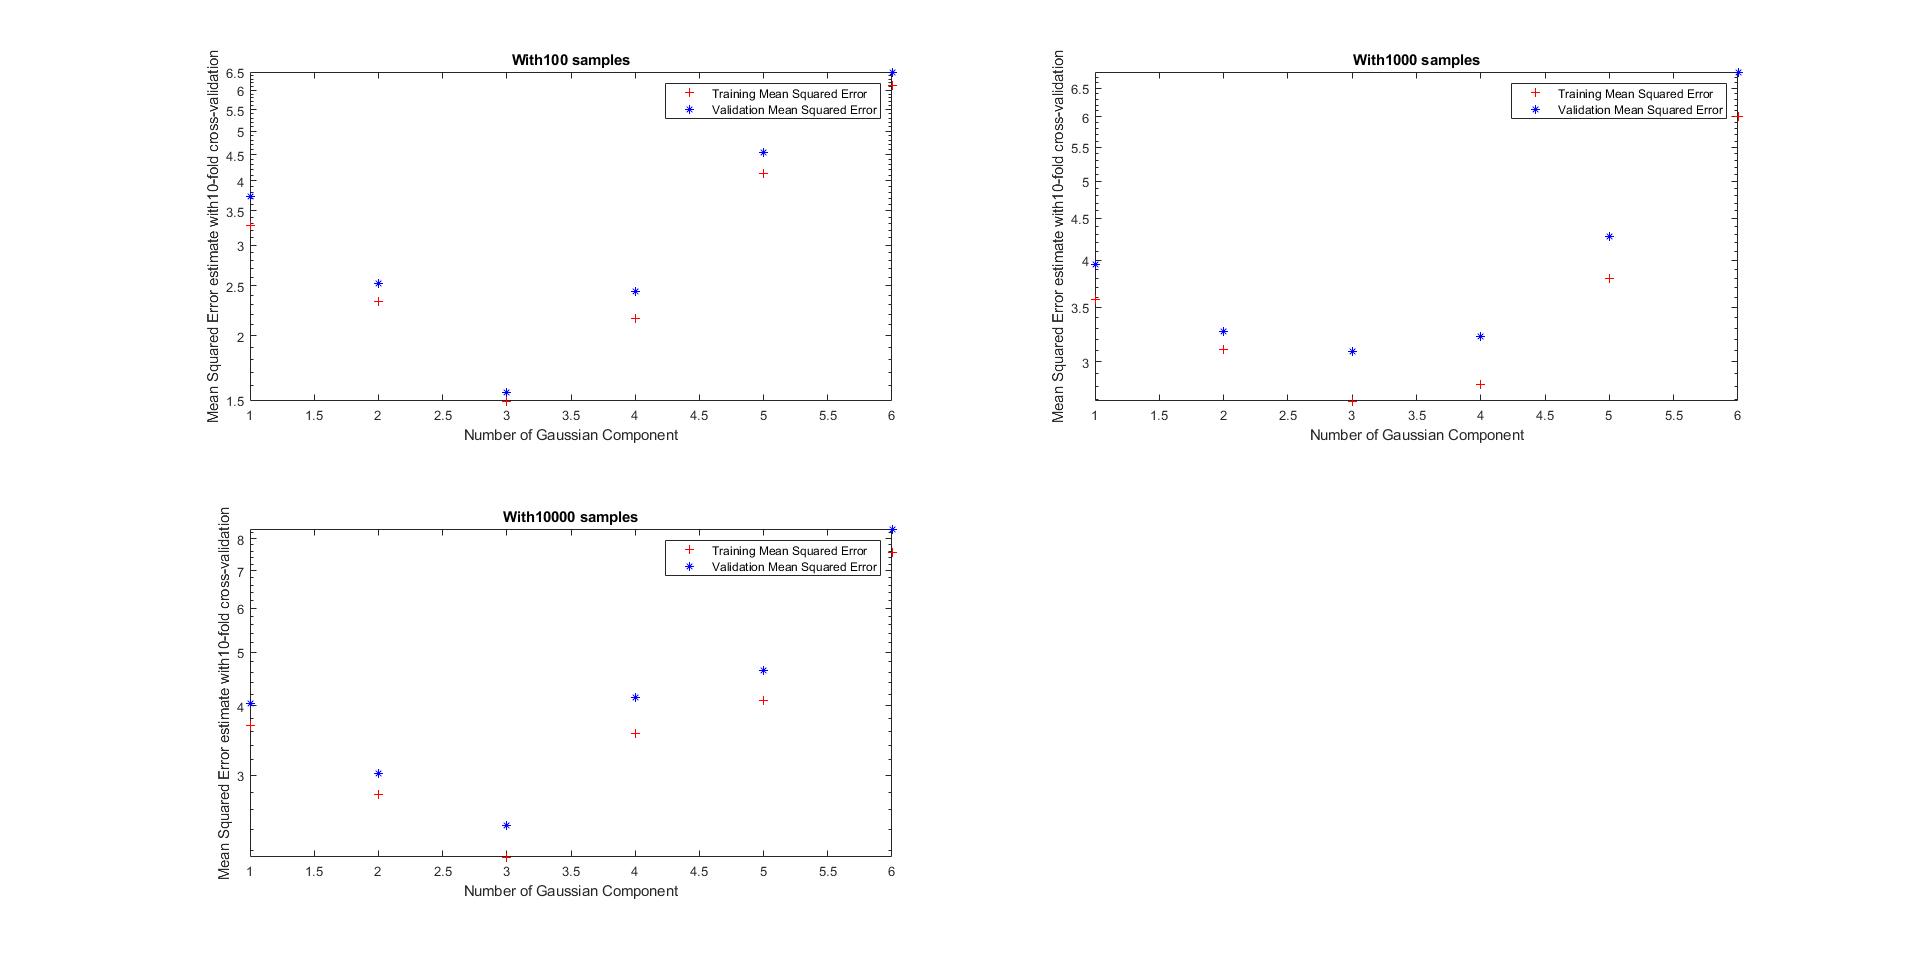 With100 samples
Mean Squared Error estimate with10-fold cross-validation
6.5
6
5.5
5
4.5
4
3.5
3
2.5
2
1.5
Training Mean Squared Error
Validation Mean Squared Error
1 1.5 2 2.5 3 3.5 4 4.5 5 5.5 6
Number of Gaussian Component
With1000 samples
Mean Squared Error estimate with10-fold cross-validation
6.5
6
5.5
5
4.5
4
3.5
3
Training Mean Squared Error
Validation Mean Squared Error
1 1.5 2 2.5 3 3.5 4 4.5 5 5.5 6
Number of Gaussian Component
With10000 samples
Mean Squared Error estimate with10-fold cross-validation
8
7
6
5
4
3
Training Mean Squared Error
Validation Mean Squared Error
1 1.5 2 2.5 3 3.5 4 4.5 5 5.5 6
Number of Gaussian Component